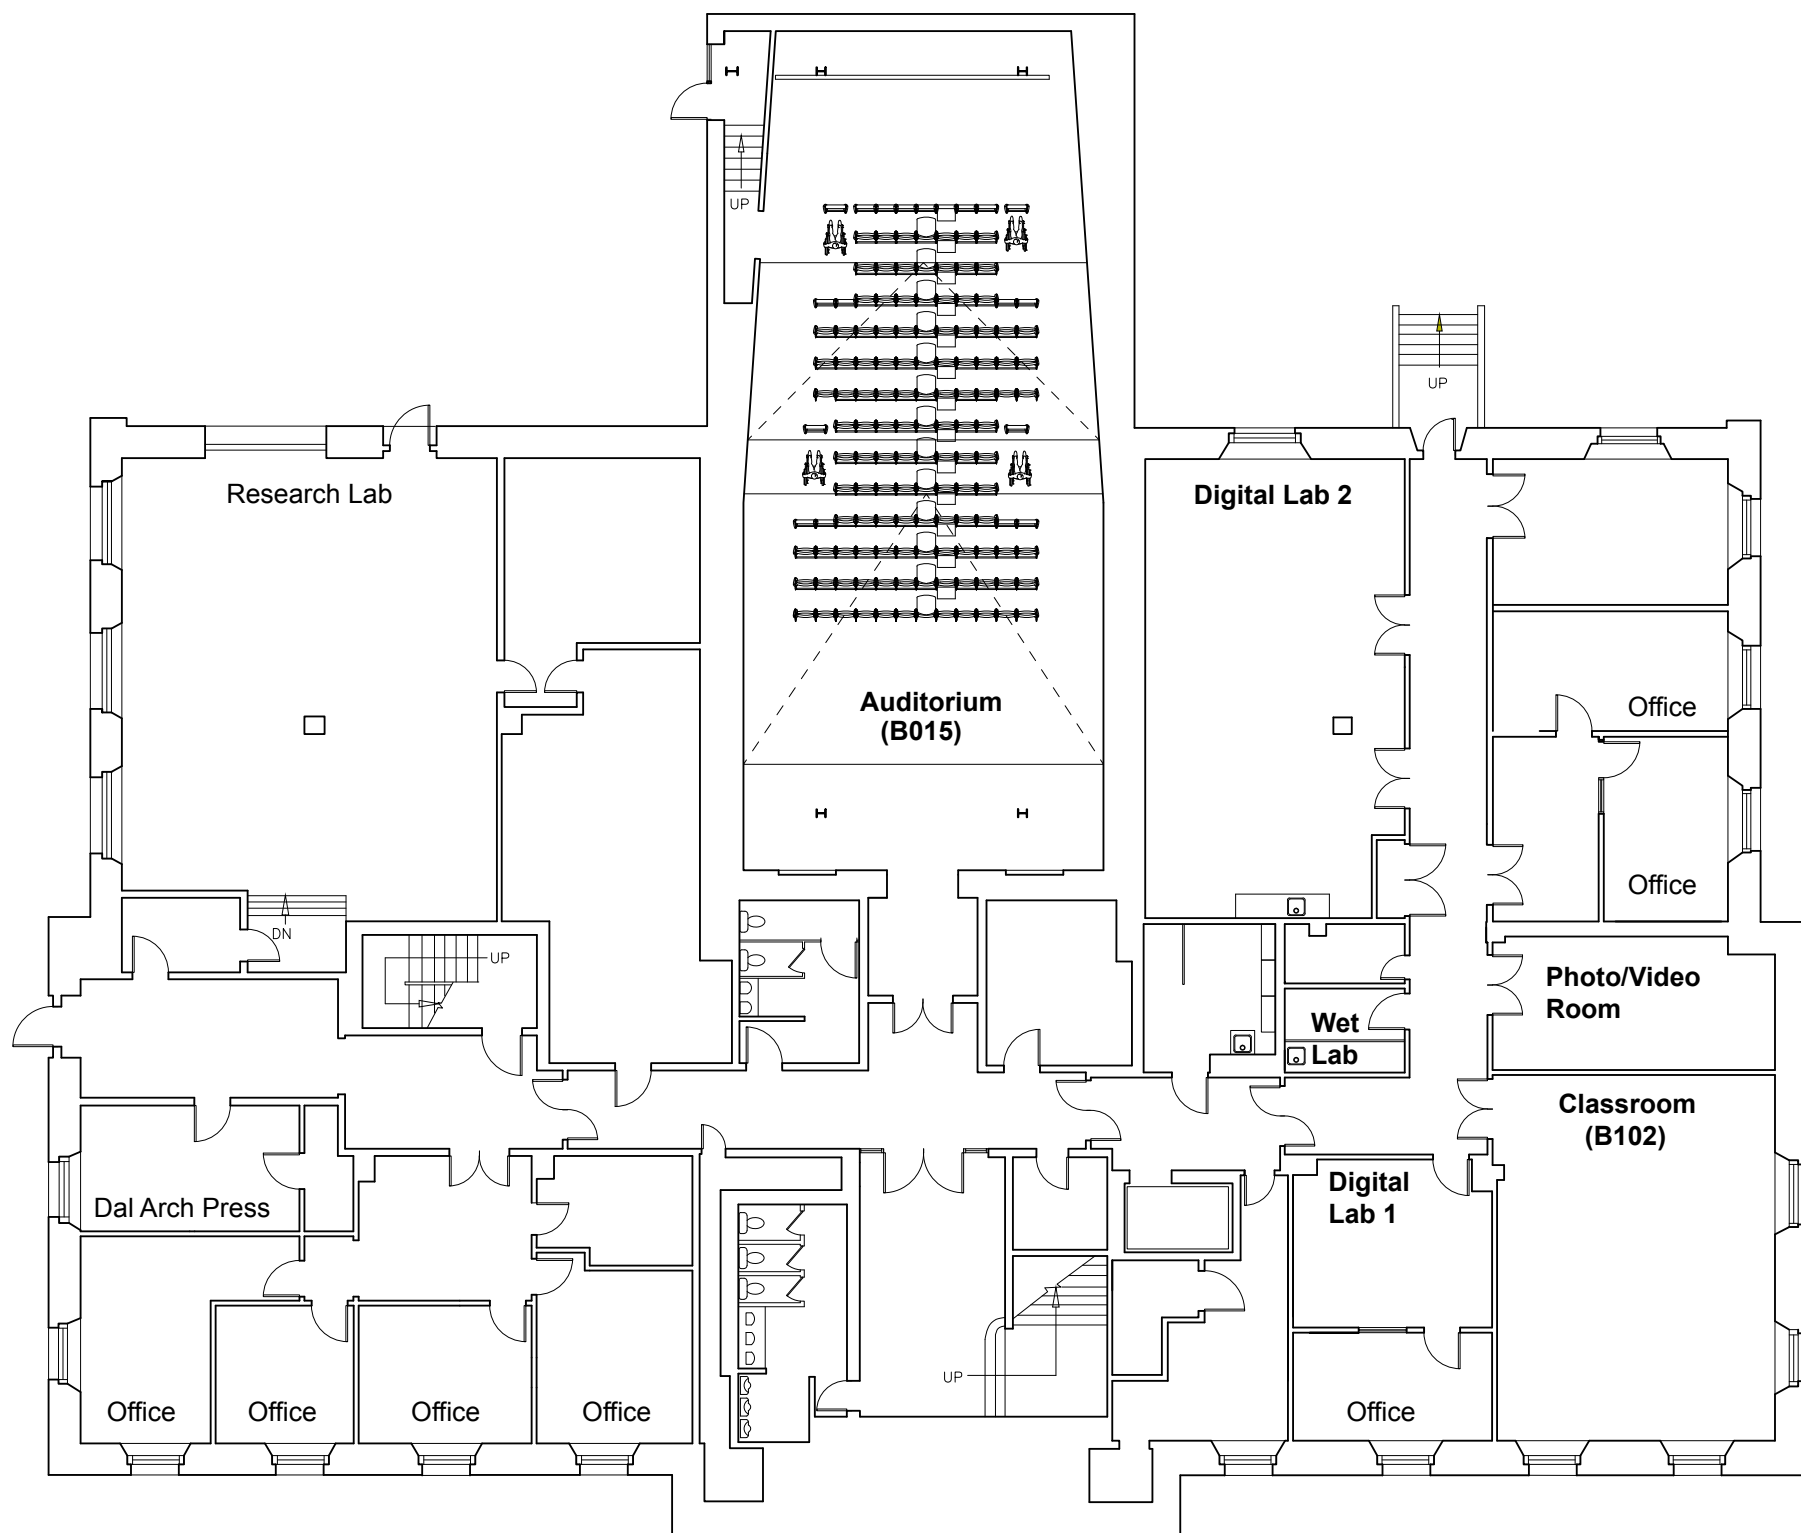 UP
UP
Research Lab
Digital Lab 2
Auditorium
(B015)
Office
Office
DN
UP
Photo/Video
Room
Wet
Lab
Classroom
(B102)
Dal Arch Press
Digital
Lab 1
UP
Office
Office
Office
Office
Office